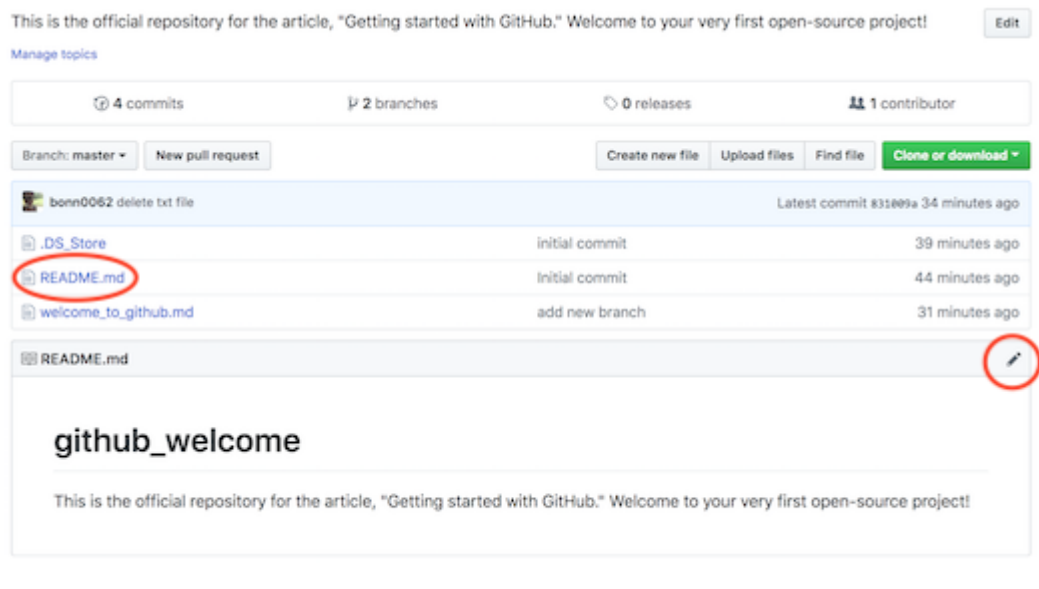 This is the official repository for the article, "Getting started with GitHub." Welcome to your very first open-source project!
Edit
Manage topics
4 commits 2 branches 0 releases 1 contributor
Branch: master New pull request Create new file Upload files Find file Clone or download
bonn0062 delete txt file Latest commit 831009a 34 minutes ago
.DS_Store initial commit 39 minutes ago
README.md Initial commit 44 minutes ago
welcome_to_github.md add new branch 31 minutes ago
README.md
github_welcome
This is the official repository for the article, "Getting started with GitHub." Welcome to your very first open-source project!